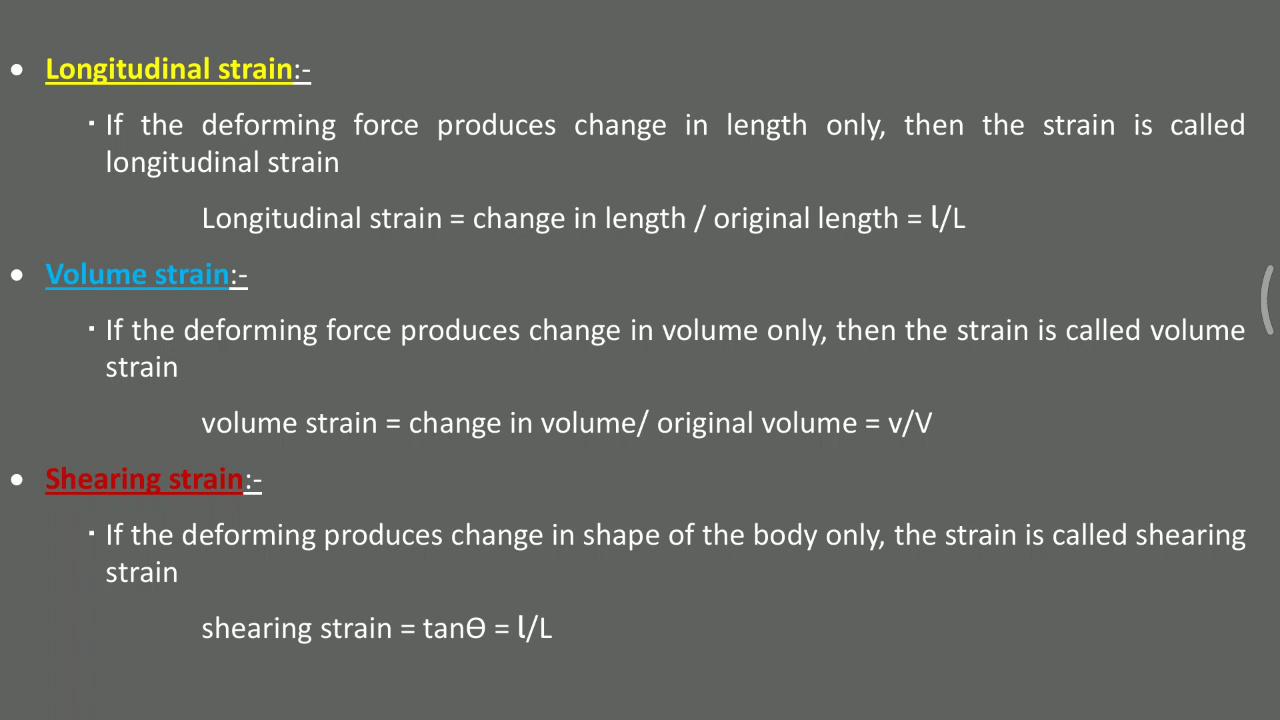 • Longitudinal strain:-
▪ If the deforming force produces change in length only, then the strain is called
longitudinal strain
Longitudinal strain = change in length / original length = l/L
• Volume strain:-
▪ If the deforming force produces change in volume only, then the strain is called volume
strain
volume strain = change in volume/ original volume = v/V
• Shearing strain:-
▪ If the deforming produces change in shape of the body only, the strain is called shearing
strain
shearing strain = tanϴ = l/L